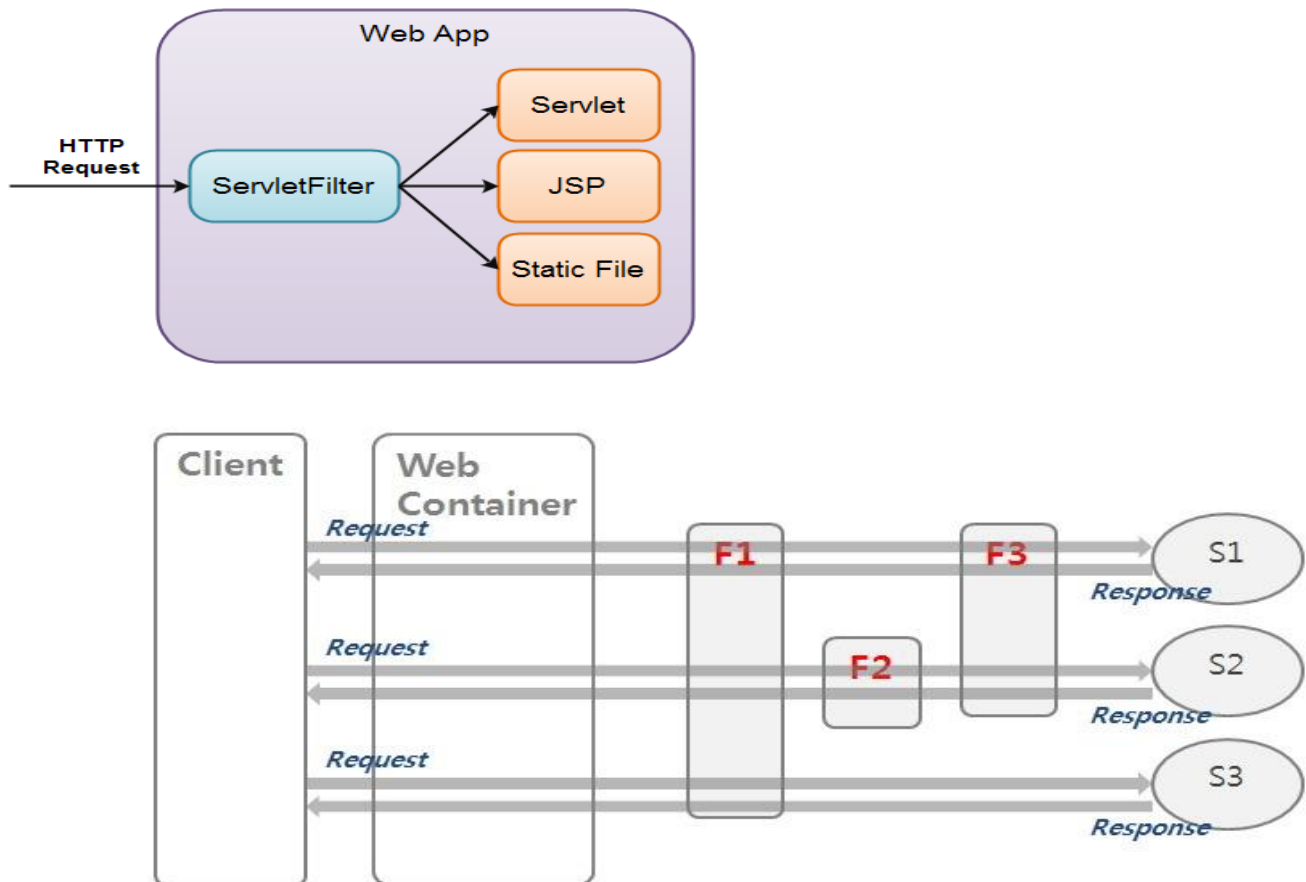 Web App
HTTP
Request
ServletFilter
Servlet
JSP
Static File
Client
Web
Container
Request
F1
F3
S1
Response
Request
F2
S2
Response
Request
S3
Response